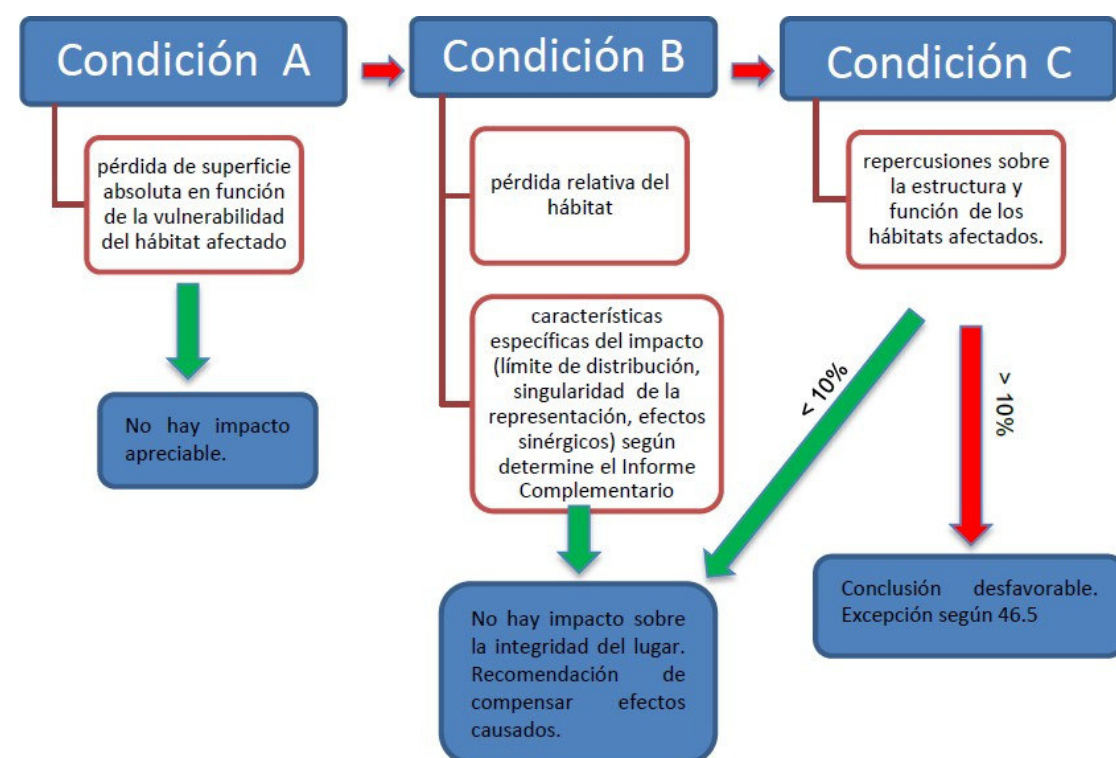 Condición A
pérdida de superficie
absoluta en función
de la vulnerabilidad
del hábitat afectado
No hay impacto
apreciable.
Condición B
pérdida relativa del
hábitat
características
específicas del impacto
(límite de distribución,
singularidad de la
representación, efectos
sinérgicos) según
determine el Informe
Complementario
No hay impacto sobre
la integridad del lugar.
Recomendación de
compensar efectos
causados.
Condición C
repercusiones sobre
la estructura y
función de los
hábitats afectados.
< 10%
> 10%
Conclusión desfavorable.
Excepción según 46.5